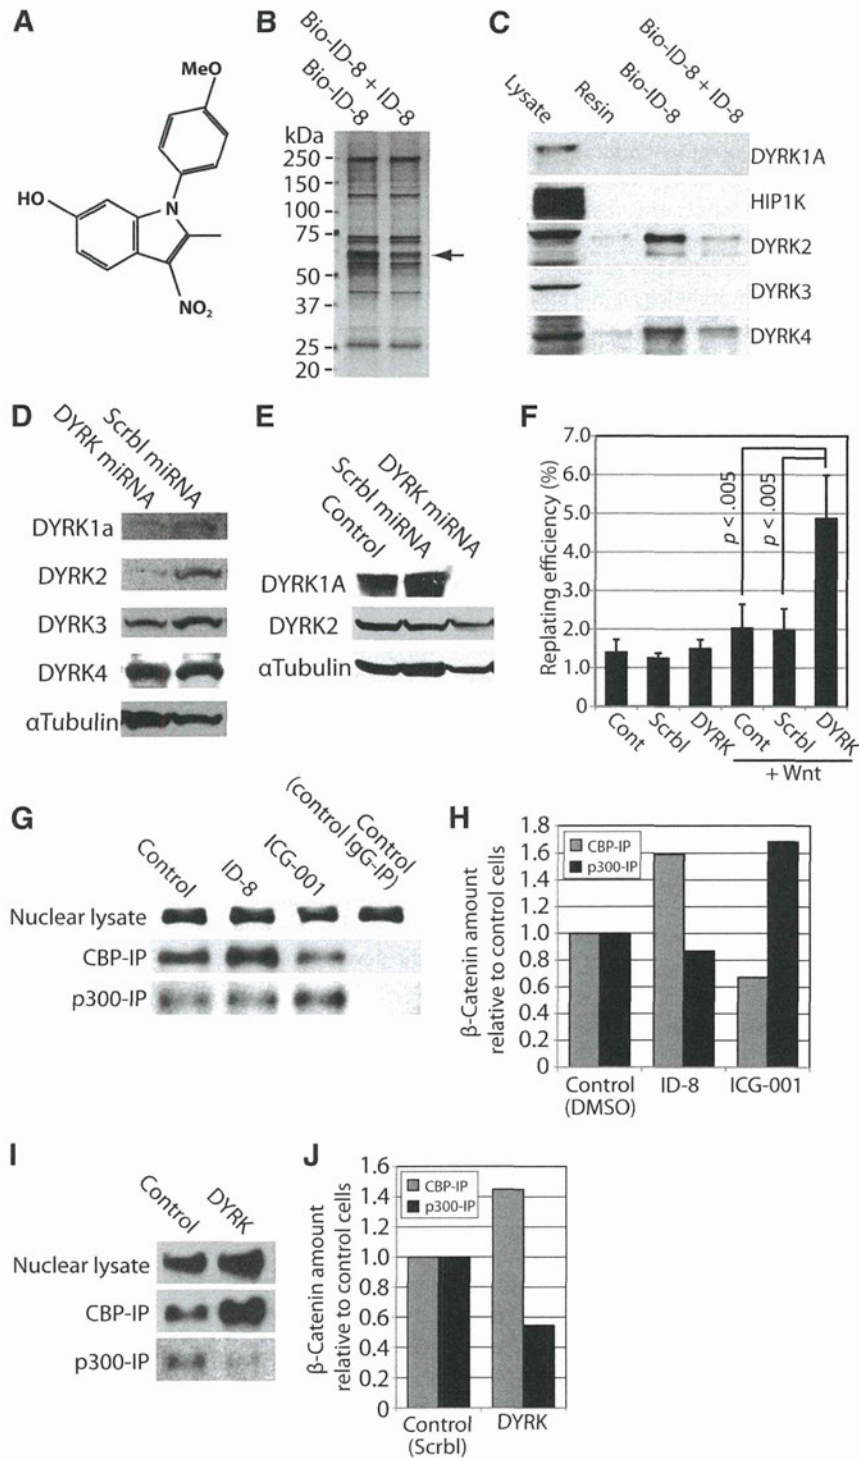 A
MeO
HO
N
NO₂
B
Bio-ID-8 + ID-8
Bio-ID-8
kDa
250
150
100
75
50
37
25
20
C
Bio-ID-8 + ID-8
Bio-ID-8
Resin
Lysate
DYRK1A
HIP1K
DYRK2
DYRK3
DYRK4
D
Scrbl miRNA
DYRK miRNA
DYRK1a
DYRK2
DYRK3
DYRK4
αTubulin
E
DYRK miRNA
Scrbl miRNA
Control
DYRK1A
DYRK2
αTubulin
F
Replating efficiency (%)
7.0
6.0
5.0
4.0
3.0
2.0
1.0
0
p < .005
p < .005
Cont
Scrbl
DYRK
Cont
Scrbl
DYRK
+ Wnt
G
Control
ID-8
ICG-001
Control
(control IgG-IP)
Nuclear lysate
CBP-IP
p300-IP
H
β-Catenin amount
relative to control cells
1.8
1.6
1.4
1.2
1.0
0.8
0.6
0.4
0.2
0
CBP-IP
p300-IP
Control
(DMSO)
ID-8
ICG-001
I
Control
DYRK
Nuclear lysate
CBP-IP
p300-IP
J
β-Catenin amount
relative to control cells
1.6
1.4
1.2
1.0
0.8
0.6
0.4
0.2
0
CBP-IP
p300-IP
Control
(Scrbl)
DYRK